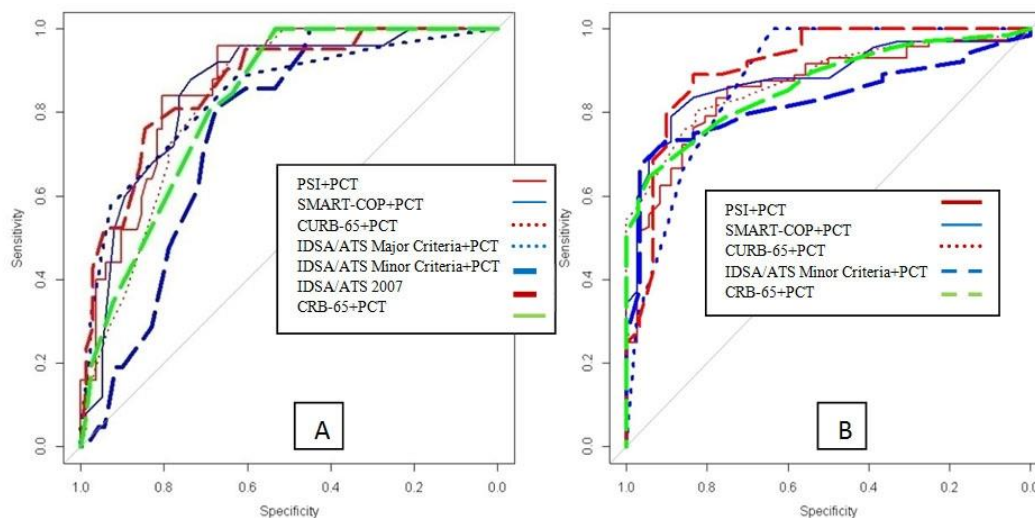 Sensitivity
1.0
0.8
0.6
0.4
0.2
0.0
PSI+PCT
SMART-COP+PCT
CURB-65+PCT
IDSA/ATS Major Criteria+PCT
IDSA/ATS Minor Criteria+PCT
IDSA/ATS 2007
CRB-65+PCT
A
1.0 0.8 0.6 0.4 0.2 0.0
Specificity
B
Sensitivity
1.0
0.8
0.6
0.4
0.2
0.0
PSI+PCT
SMART-COP+PCT
CURB-65+PCT
IDSA/ATS Minor Criteria+PCT
CRB-65+PCT
B
1.0 0.8 0.6 0.4 0.2 0.0
Specificity